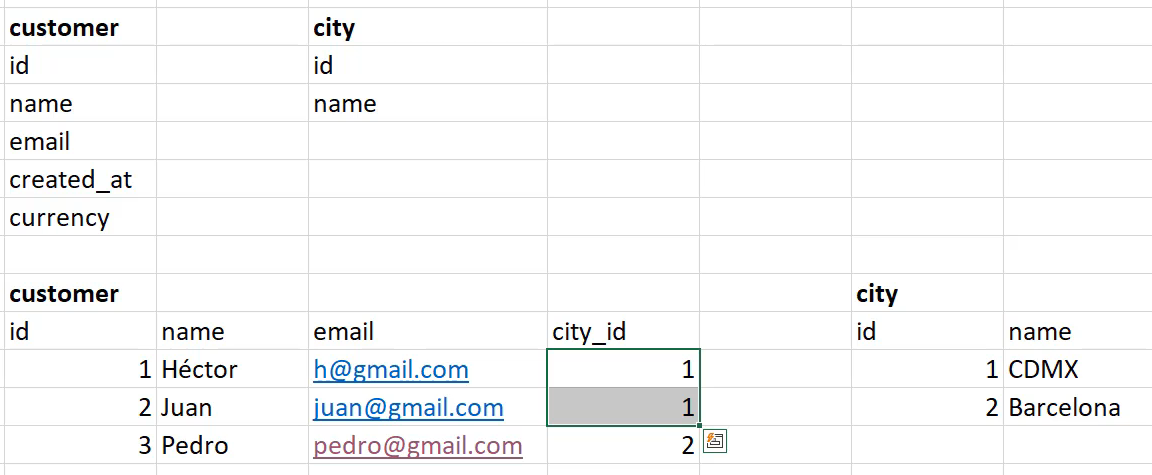 customer city
id id
name name
email
created_at
currency
customer city
id name email city_id id name
1 Héctor h@gmail.com 1 1 CDMX
2 Juan juan@gmail.com 1 2 Barcelona
3 Pedro pedro@gmail.com 2